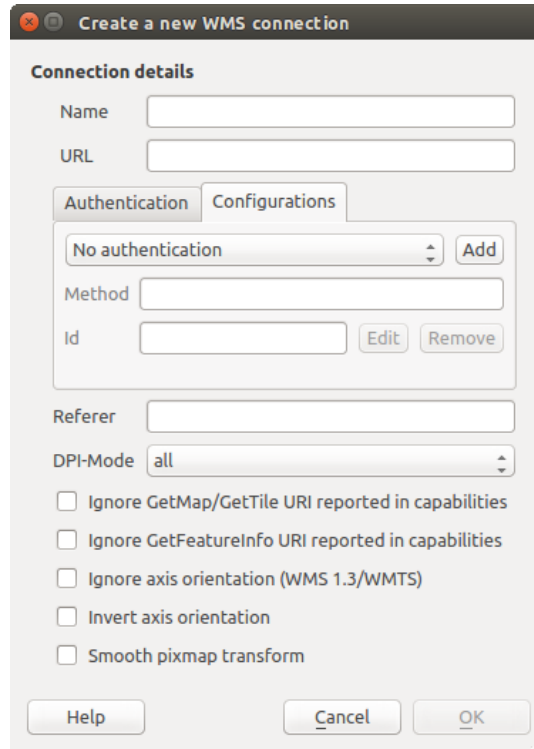 Create a new WMS connection
Connection details
Name
URL
Authentication Configurations
No authentication Add
Method
Id Edit Remove
Referer
DPI-Mode all
Ignore GetMap/GetTile URI reported in capabilities
Ignore GetFeatureInfo URI reported in capabilities
Ignore axis orientation (WMS 1.3/WMTS)
Invert axis orientation
Smooth pixmap transform
Help Cancel OK